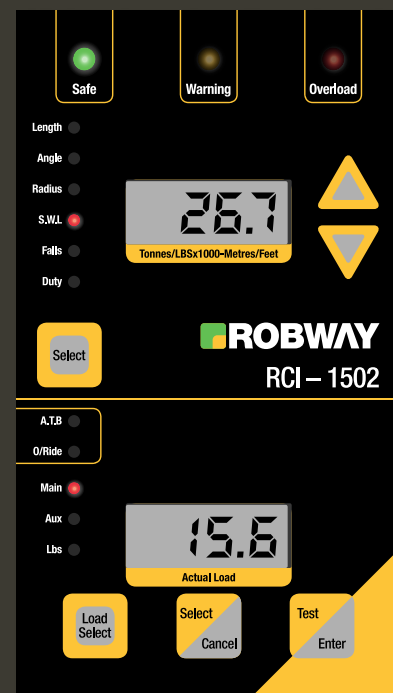 Safe Warning Overload
Length
Angle
Radius
S.W.L
Falls
Duty
26.7
Tonnes/LBSx1000-Metres/Feet
Select
ROBWAY
RCI – 1502
A.T.B
O/Ride
Main
Aux
Lbs
15.6
Actual Load
Load
Select
Select
Cancel
Test
Enter